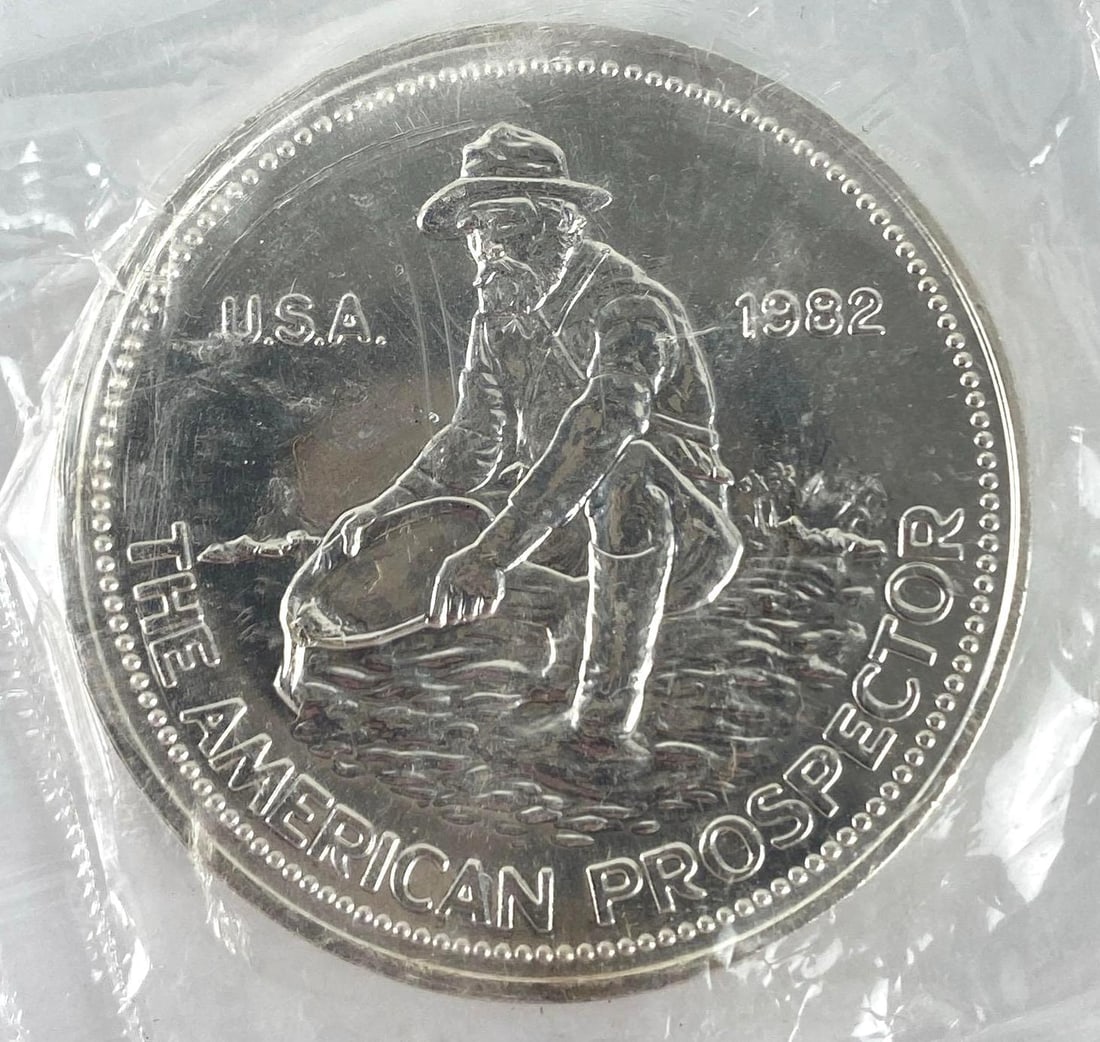 U.S.A.
1982
THE AMERICAN PROSPECTOR